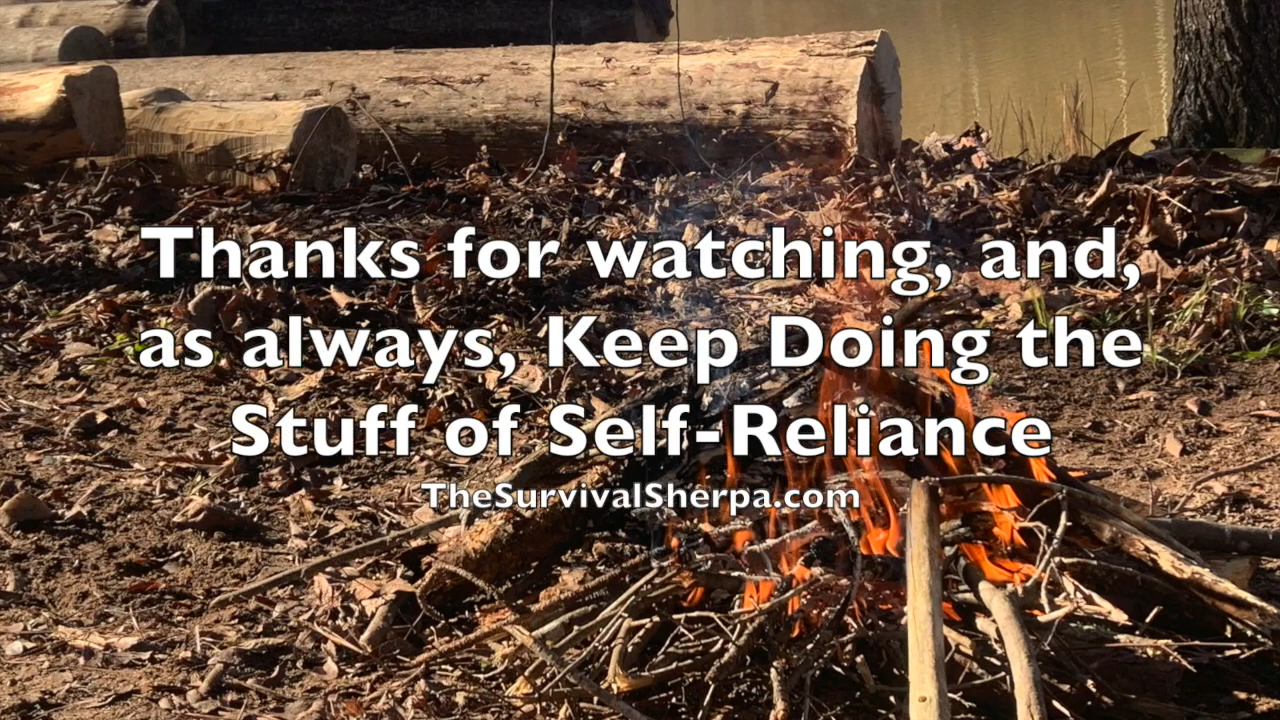 Thanks for watching, and,
as always, Keep Doing the
Stuff of Self-Reliance
TheSurvivalSherpa.com